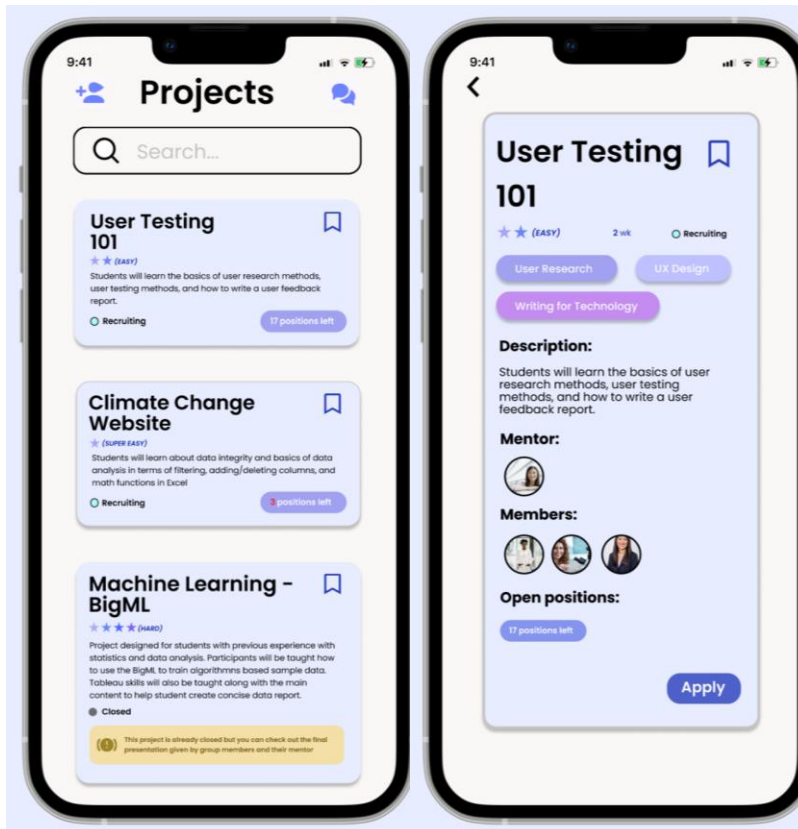 9:41
Projects
Search...
User Testing
101
(EASY)
Students will learn the basics of user research methods,
user testing methods, and how to write a user feedback
report.
Recruiting
17 positions left
Climate Change
Website
(SUPER EASY)
Students will learn about data integrity and basics of data
analysis in terms of filtering, adding/deleting columns, and
math functions in Excel
Recruiting
3 positions left
Machine Learning -
BigML
(HARD)
Project designed for students with previous experience with
statistics and data analysis. Participants will be taught how
to use the BigML to train algorithmns based sample data.
Tableau skills will also be taught along with the main
content to help student create concise data report.
Closed
This project is already closed but you can check out the final
presentation given by group members and their mentor
9:41
User Testing
101
(EASY)
2 wk
Recruiting
User Research
UX Design
Writing for Technology
Description:
Students will learn the basics of user
research methods, user testing
methods, and how to write a user
feedback report.
Mentor:
Members:
Open positions:
17 positions left
Apply